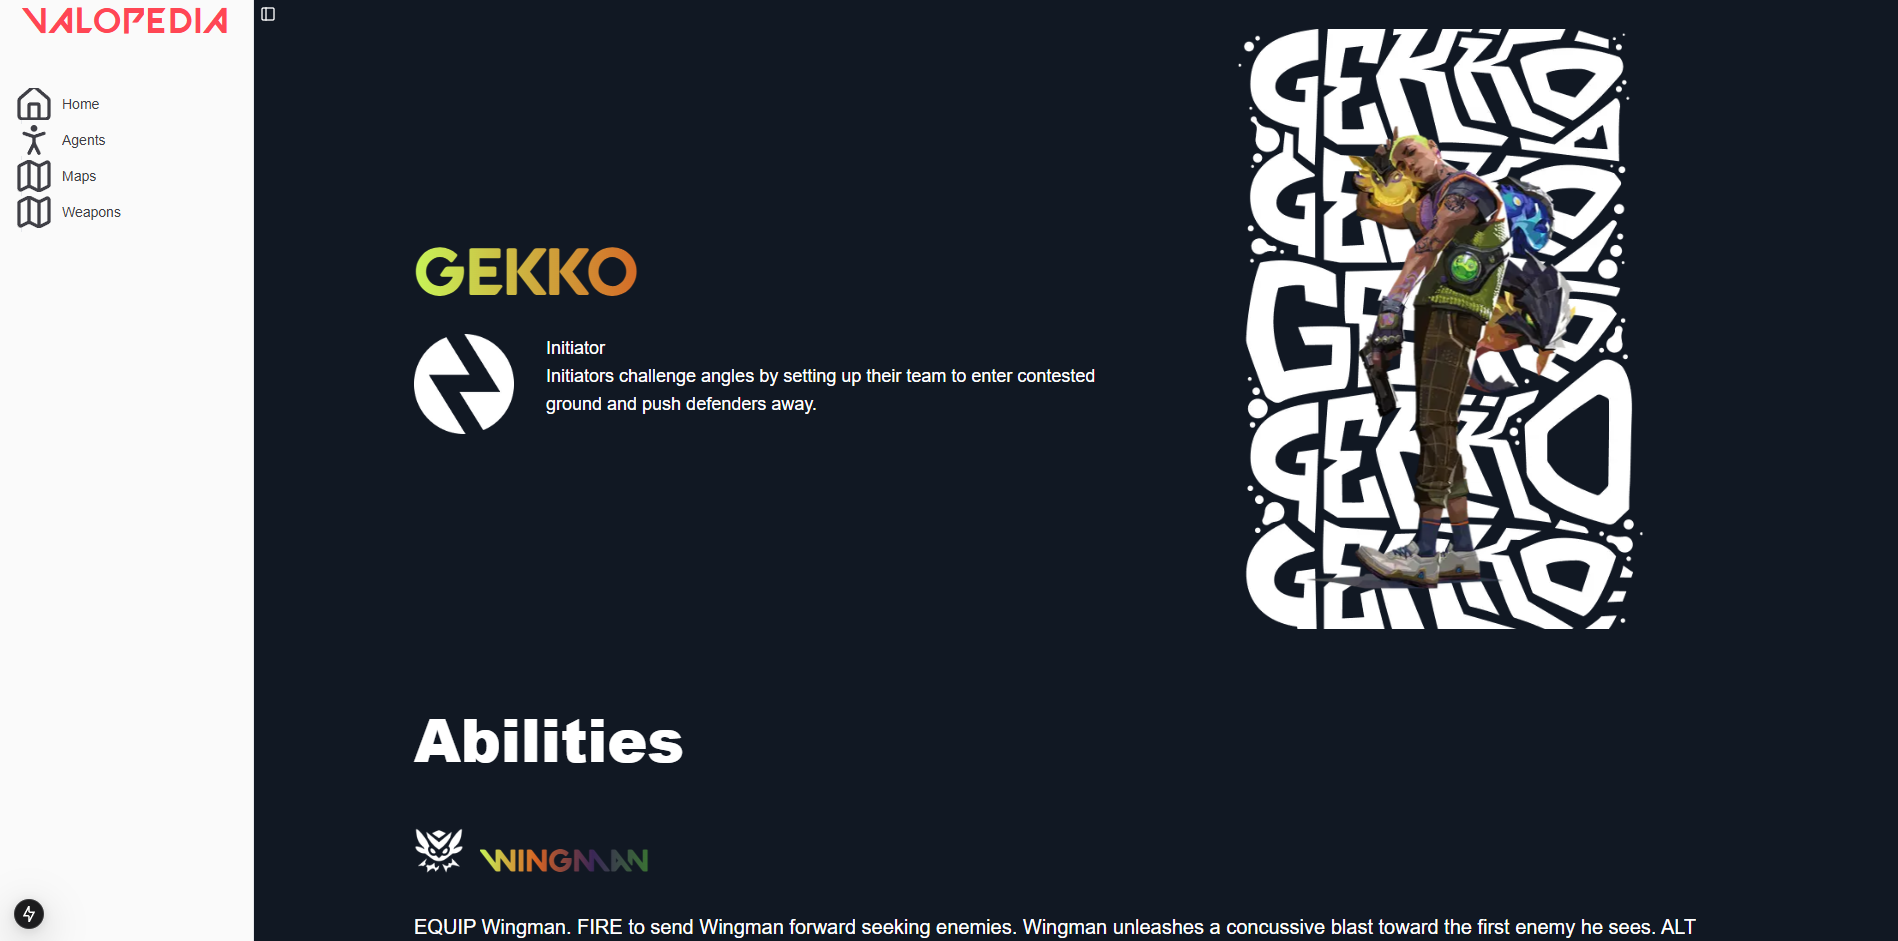 VALOPEDIA
Home
Agents
Maps
Weapons
GEKKO
Initiator
Initiators challenge angles by setting up their team to enter contested
ground and push defenders away.
GEKKO
GEKKO
GEKKO
GEKKO
GEKKO
Abilities
WINGMAN
EQUIP Wingman. FIRE to send Wingman forward seeking enemies. Wingman unleashes a concussive blast toward the first enemy he sees. ALT